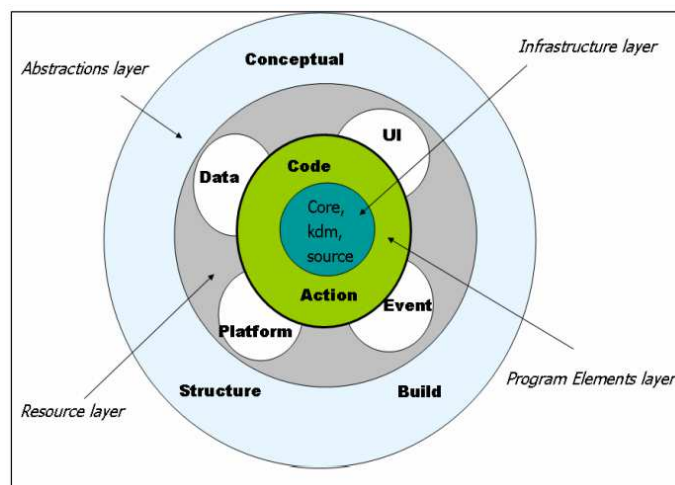 Infrastructure layer
Conceptual
Abstractions layer
UI
Code
Data
Core,
kdm,
source
Action
Event
Platform
Program Elements layer
Structure
Build
Resource layer